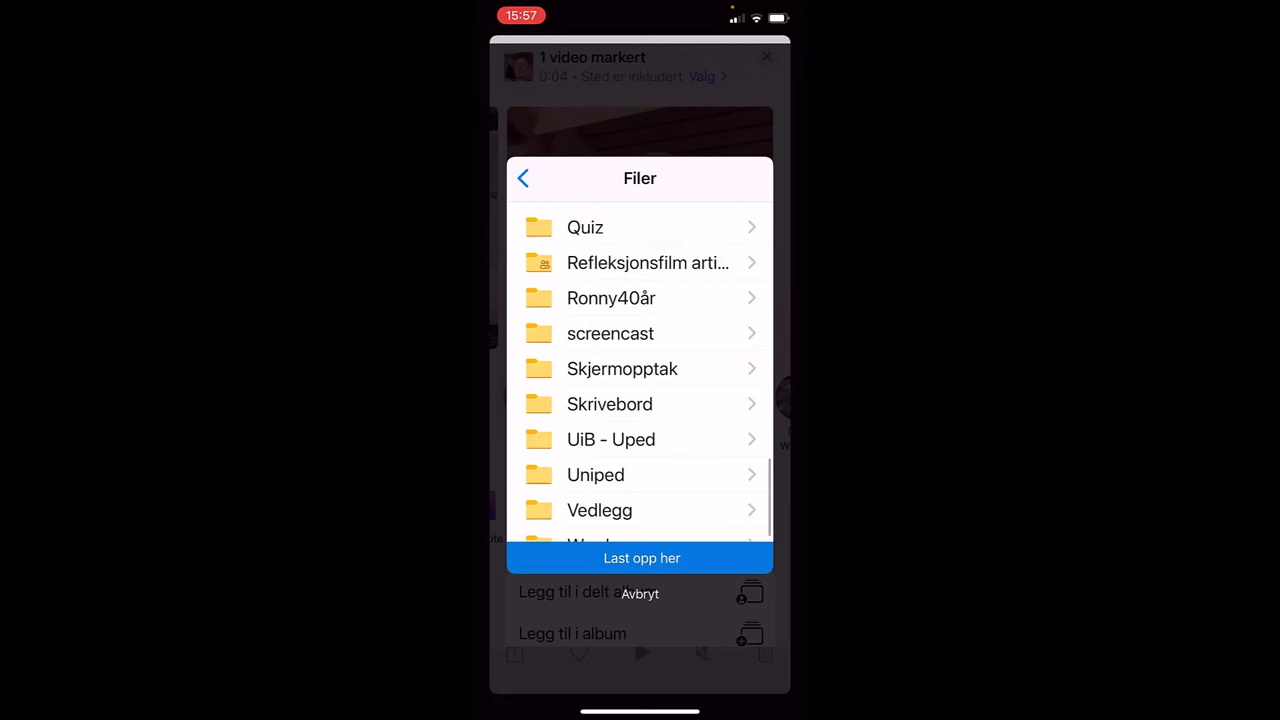 15:57
1 video markert
0:04 • Sted er inkludert Valg
Filer
Quiz
Refleksjonsfilm arti...
Ronny40år
screencast
Skjermopptak
Skrivebord
UiB - Uped
Uniped
Vedlegg
Last opp her
Legg til i delt
Avbryt
Legg til i album